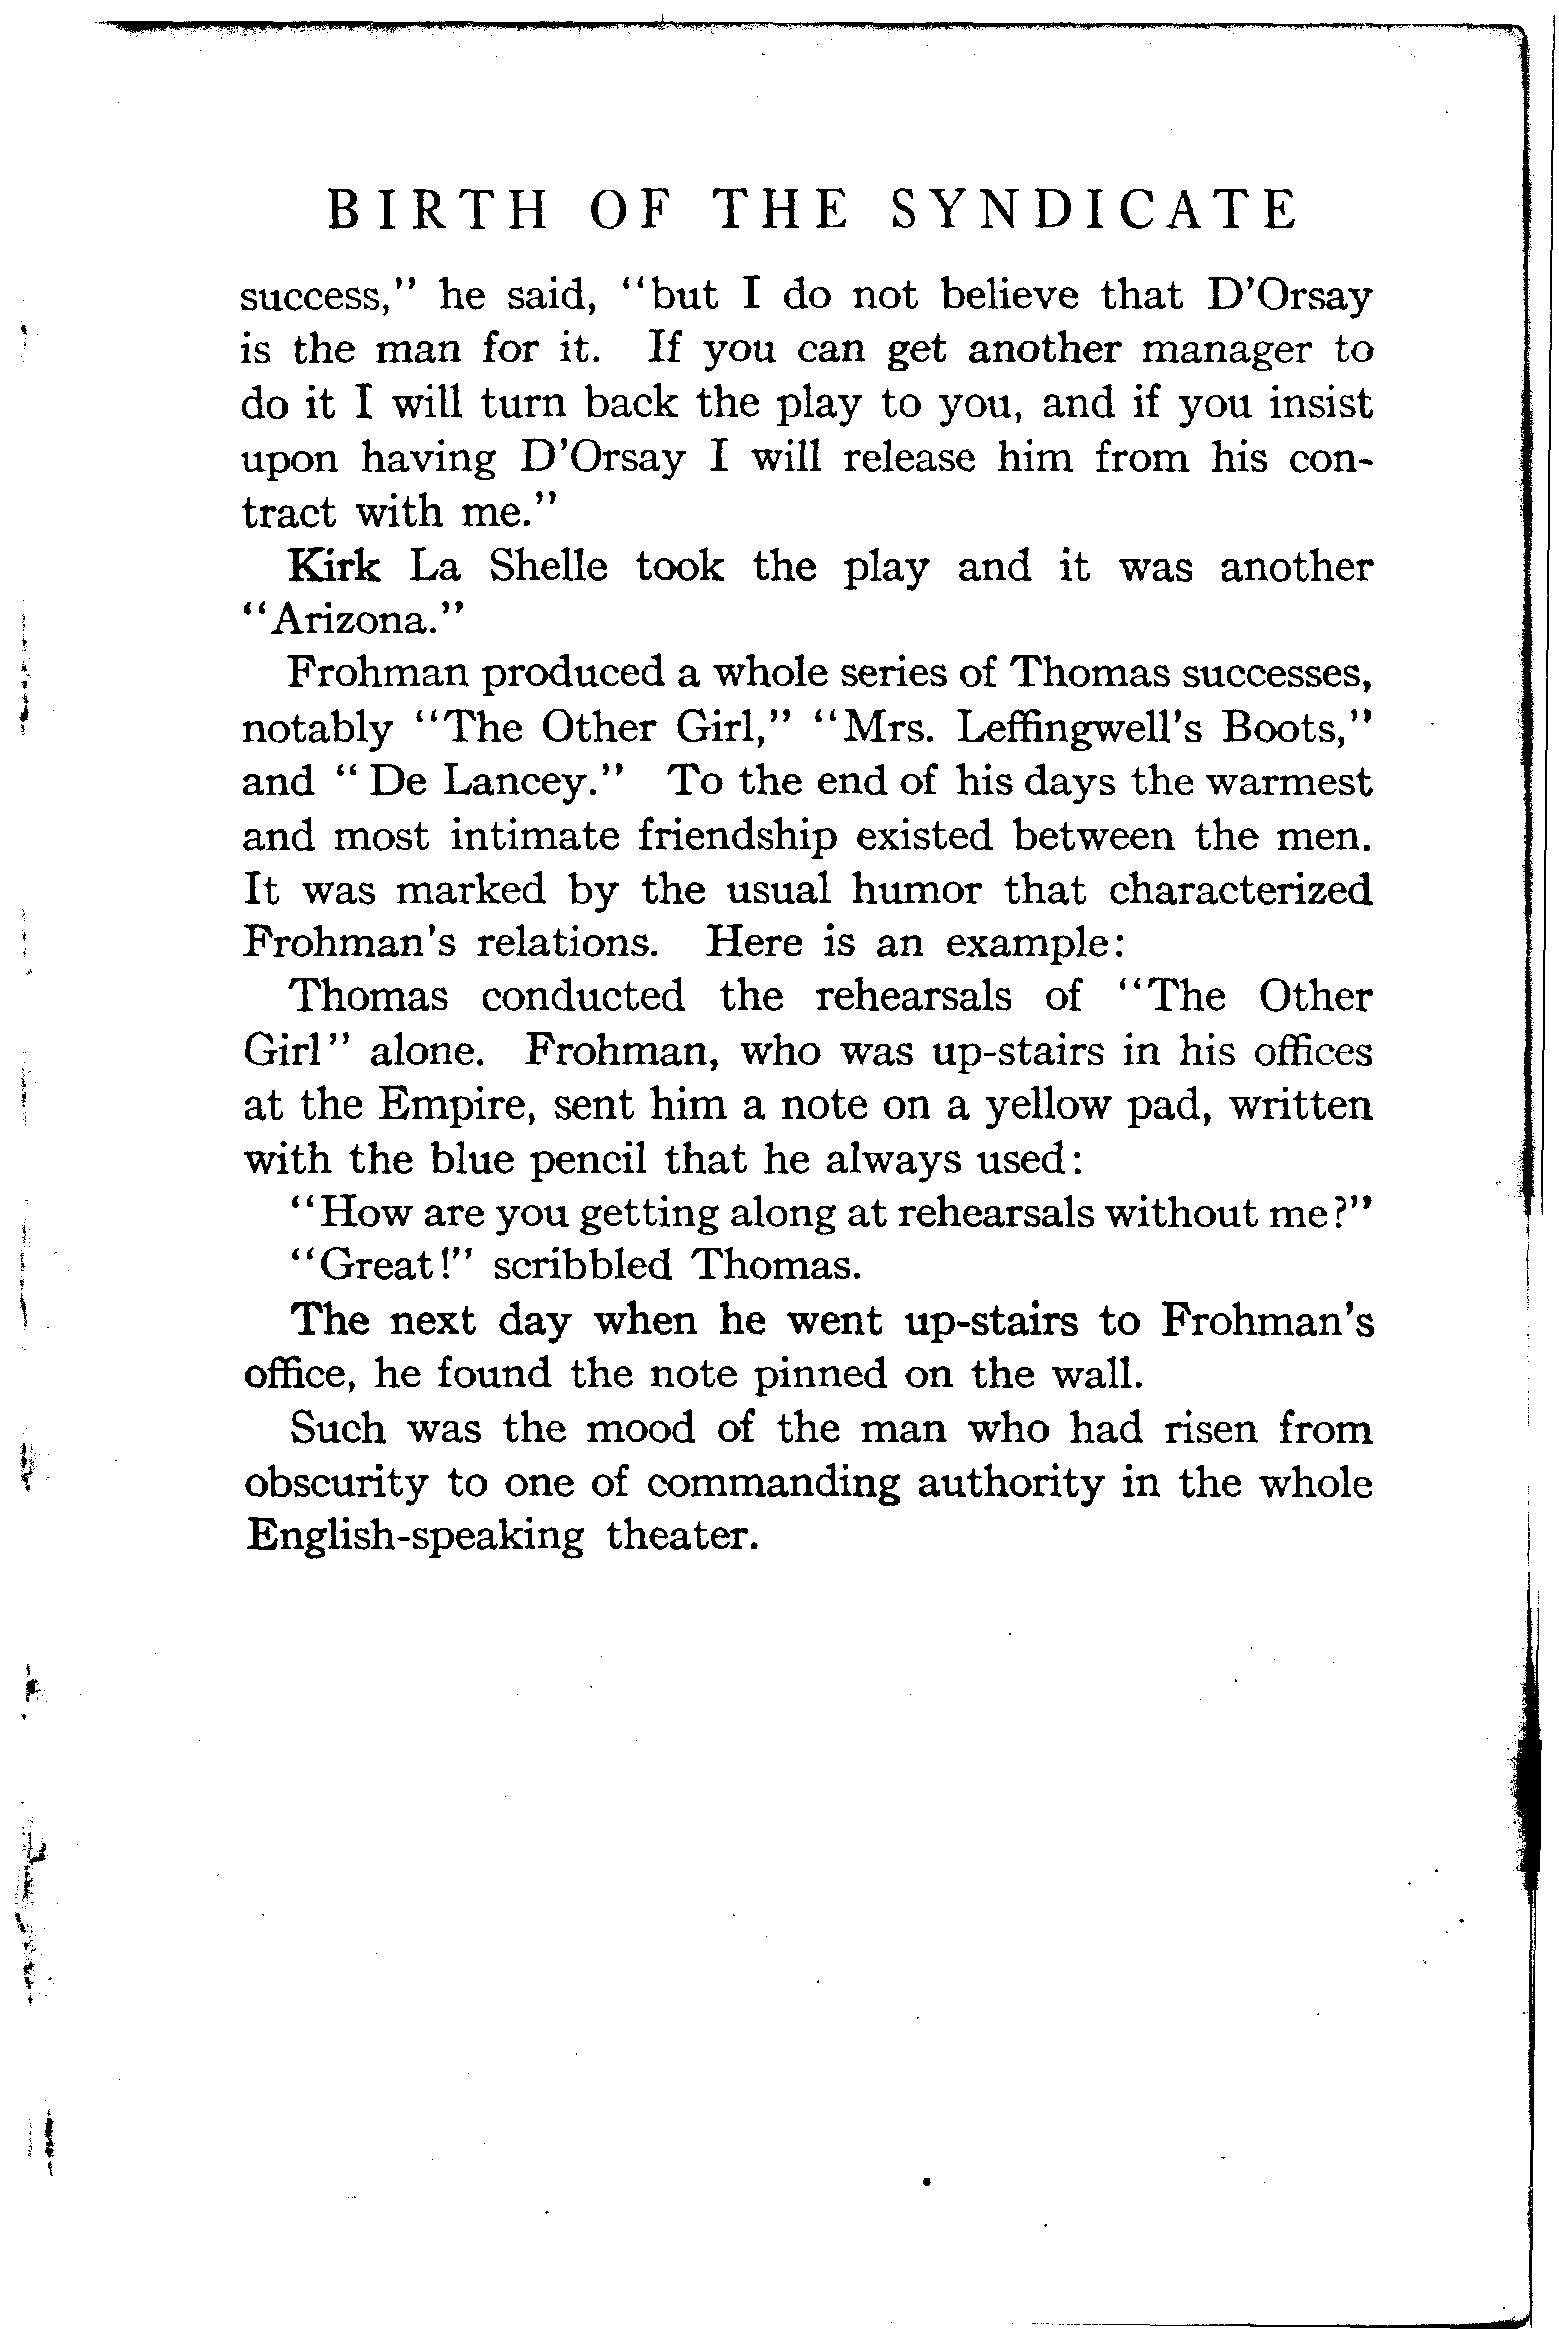 BIRTH OF THE SYNDICATE
success," he said, "but I do not believe that D'Orsay
is the man for it. If you can get another manager to
do it I will turn back the play to you, and if you insist
upon having D'Orsay I will release him from his con-
tract with me."
Kirk La Shelle took the play and it was another
"Arizona."
Frohman produced a whole series of Thomas successes,
notably "The Other Girl," "Mrs. Leffingwell's Boots,"
and "De Lancey." To the end of his days the warmest
and most intimate friendship existed between the men.
It was marked by the usual humor that characterized
Frohman's relations. Here is an example:
Thomas conducted the rehearsals of "The Other
Girl" alone. Frohman, who was up-stairs in his offices
at the Empire, sent him a note on a yellow pad, written
with the blue pencil that he always used:
"How are you getting along at rehearsals without me?"
"Great!" scribbled Thomas.
The next day when he went up-stairs to Frohman's
office, he found the note pinned on the wall.
Such was the mood of the man who had risen from
obscurity to one of commanding authority in the whole
English-speaking theater.